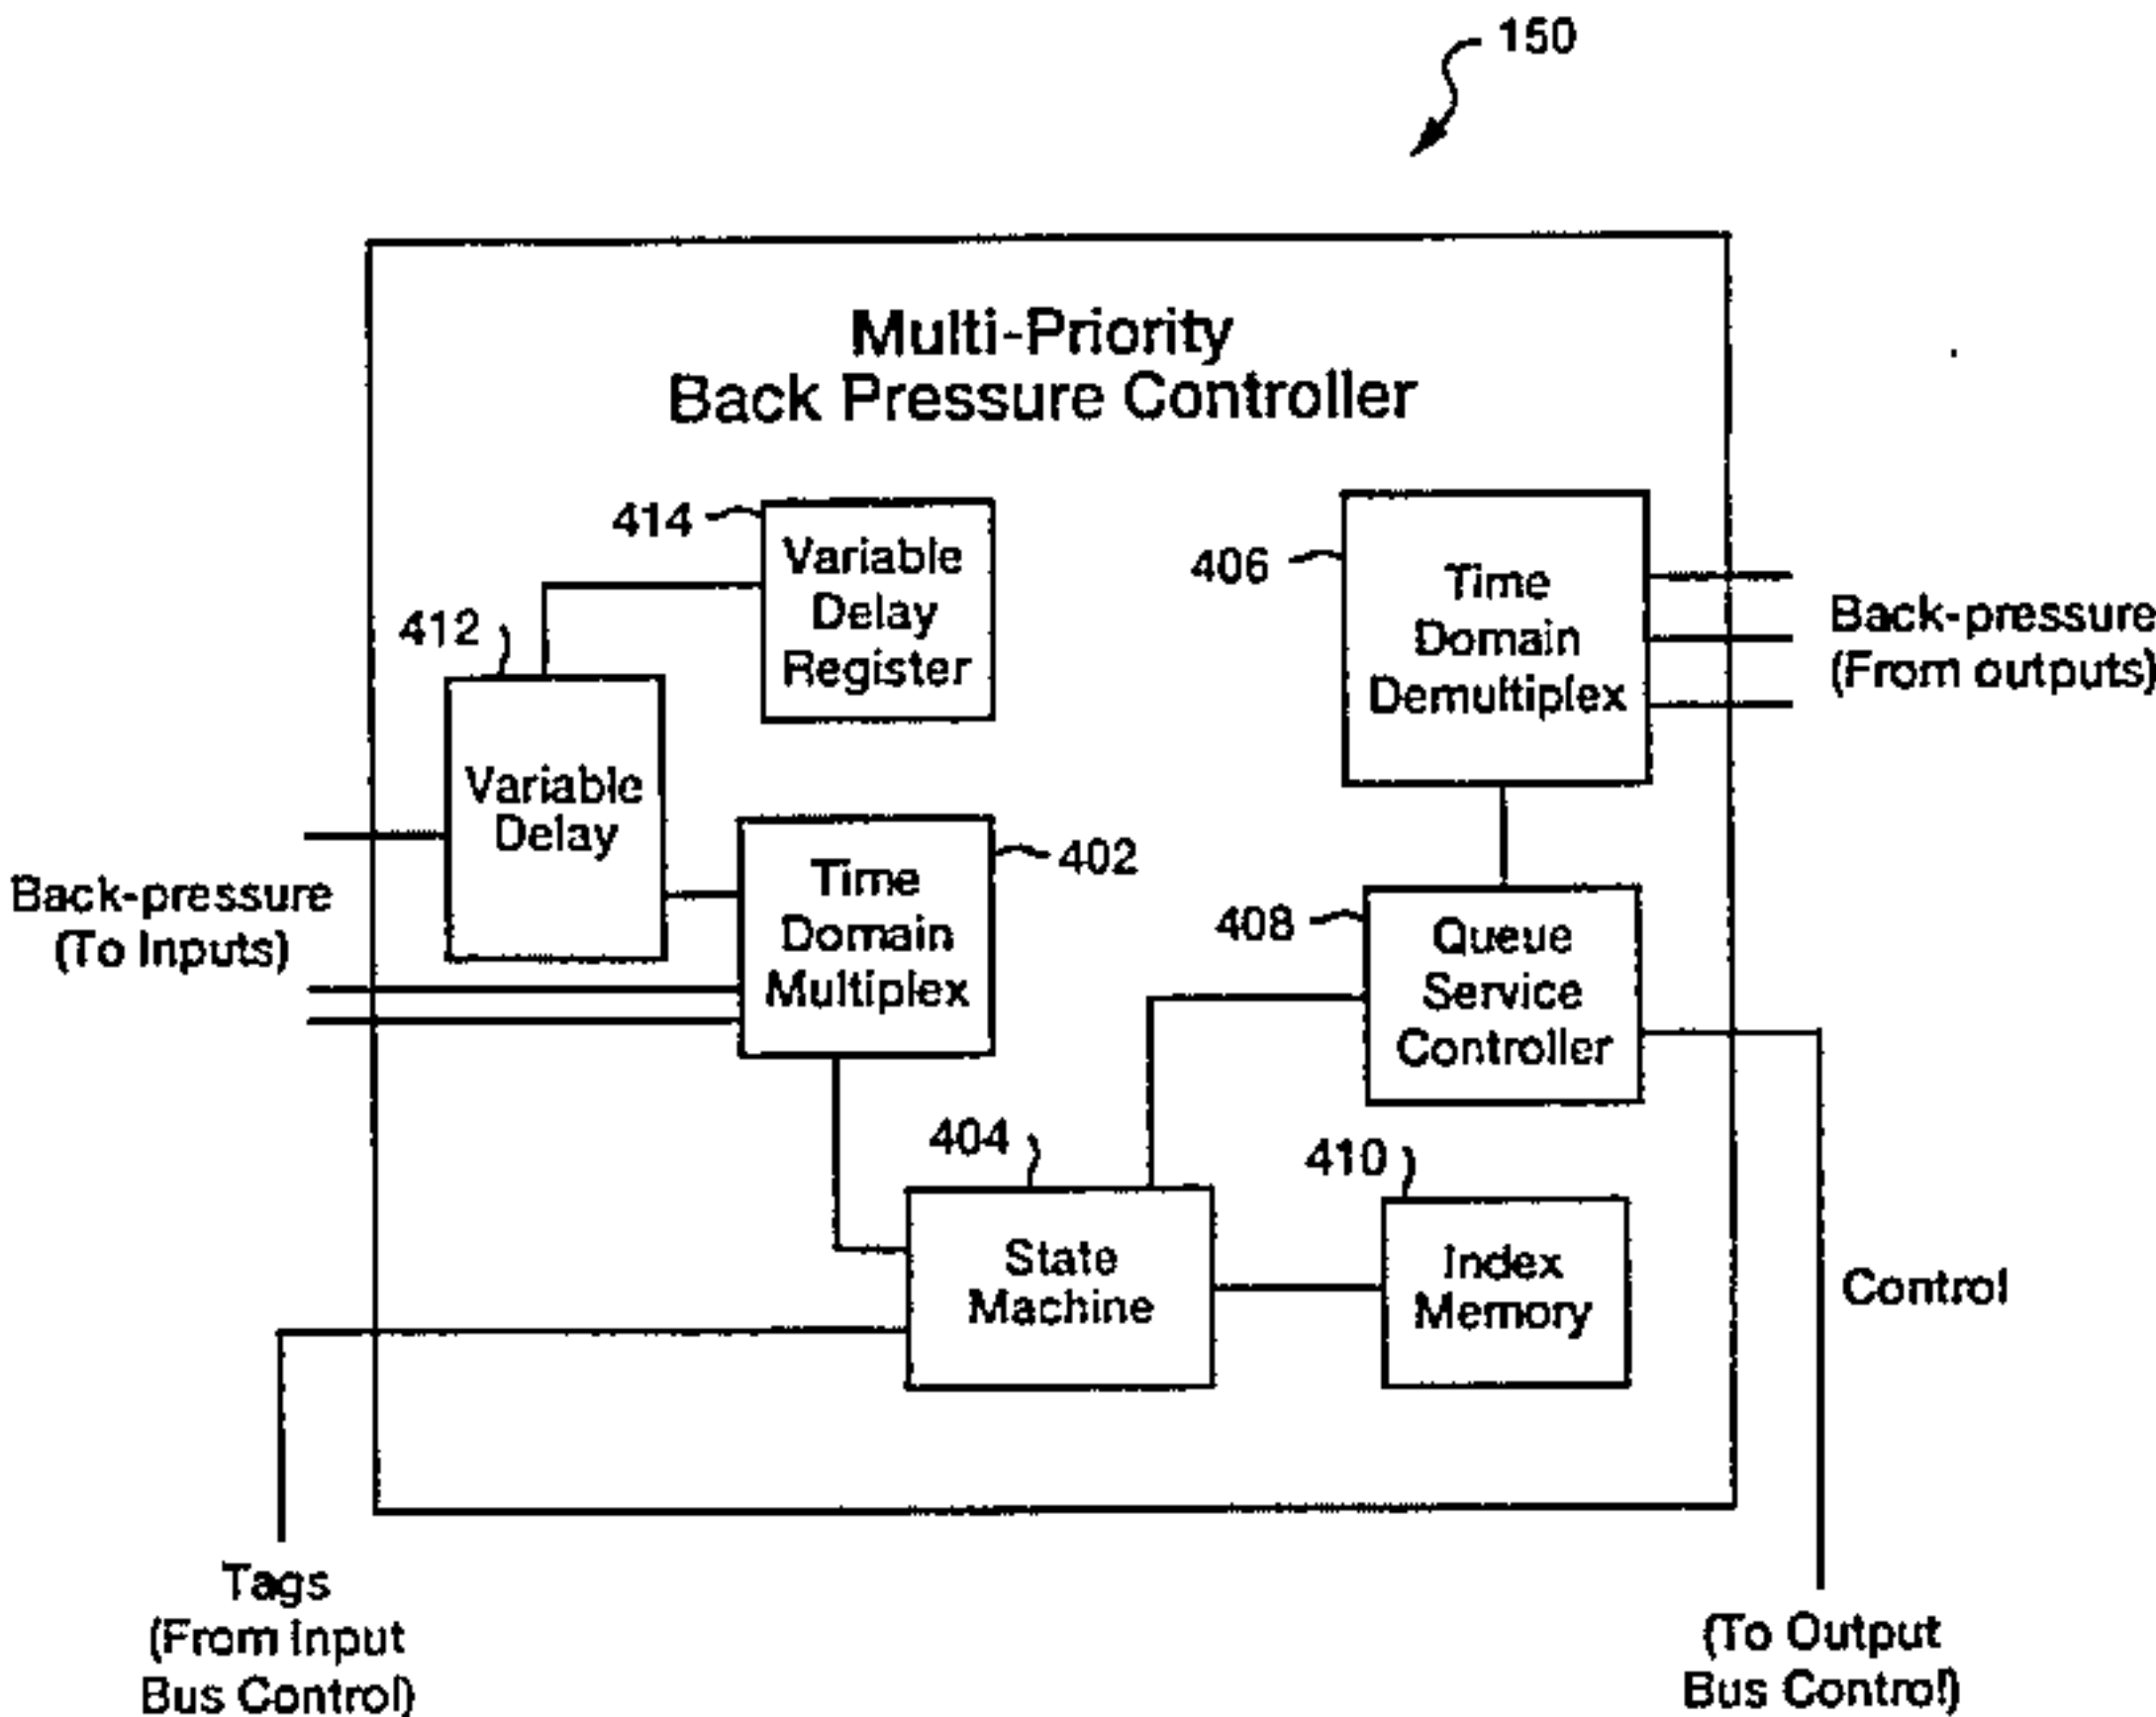 150
Multi-Priority
Back Pressure Controller
414
Variable
Delay
Register
406
Time
Domain
Demultiplex
Back-pressure
(From outputs)
412
Variable
Delay
Back-pressure
(To Inputs)
402
Time
Domain
Multiplex
408
Queue
Service
Controller
404
State
Machine
410
Index
Memory
Control
Tags
(From Input
Bus Control)
(To Output
Bus Control)